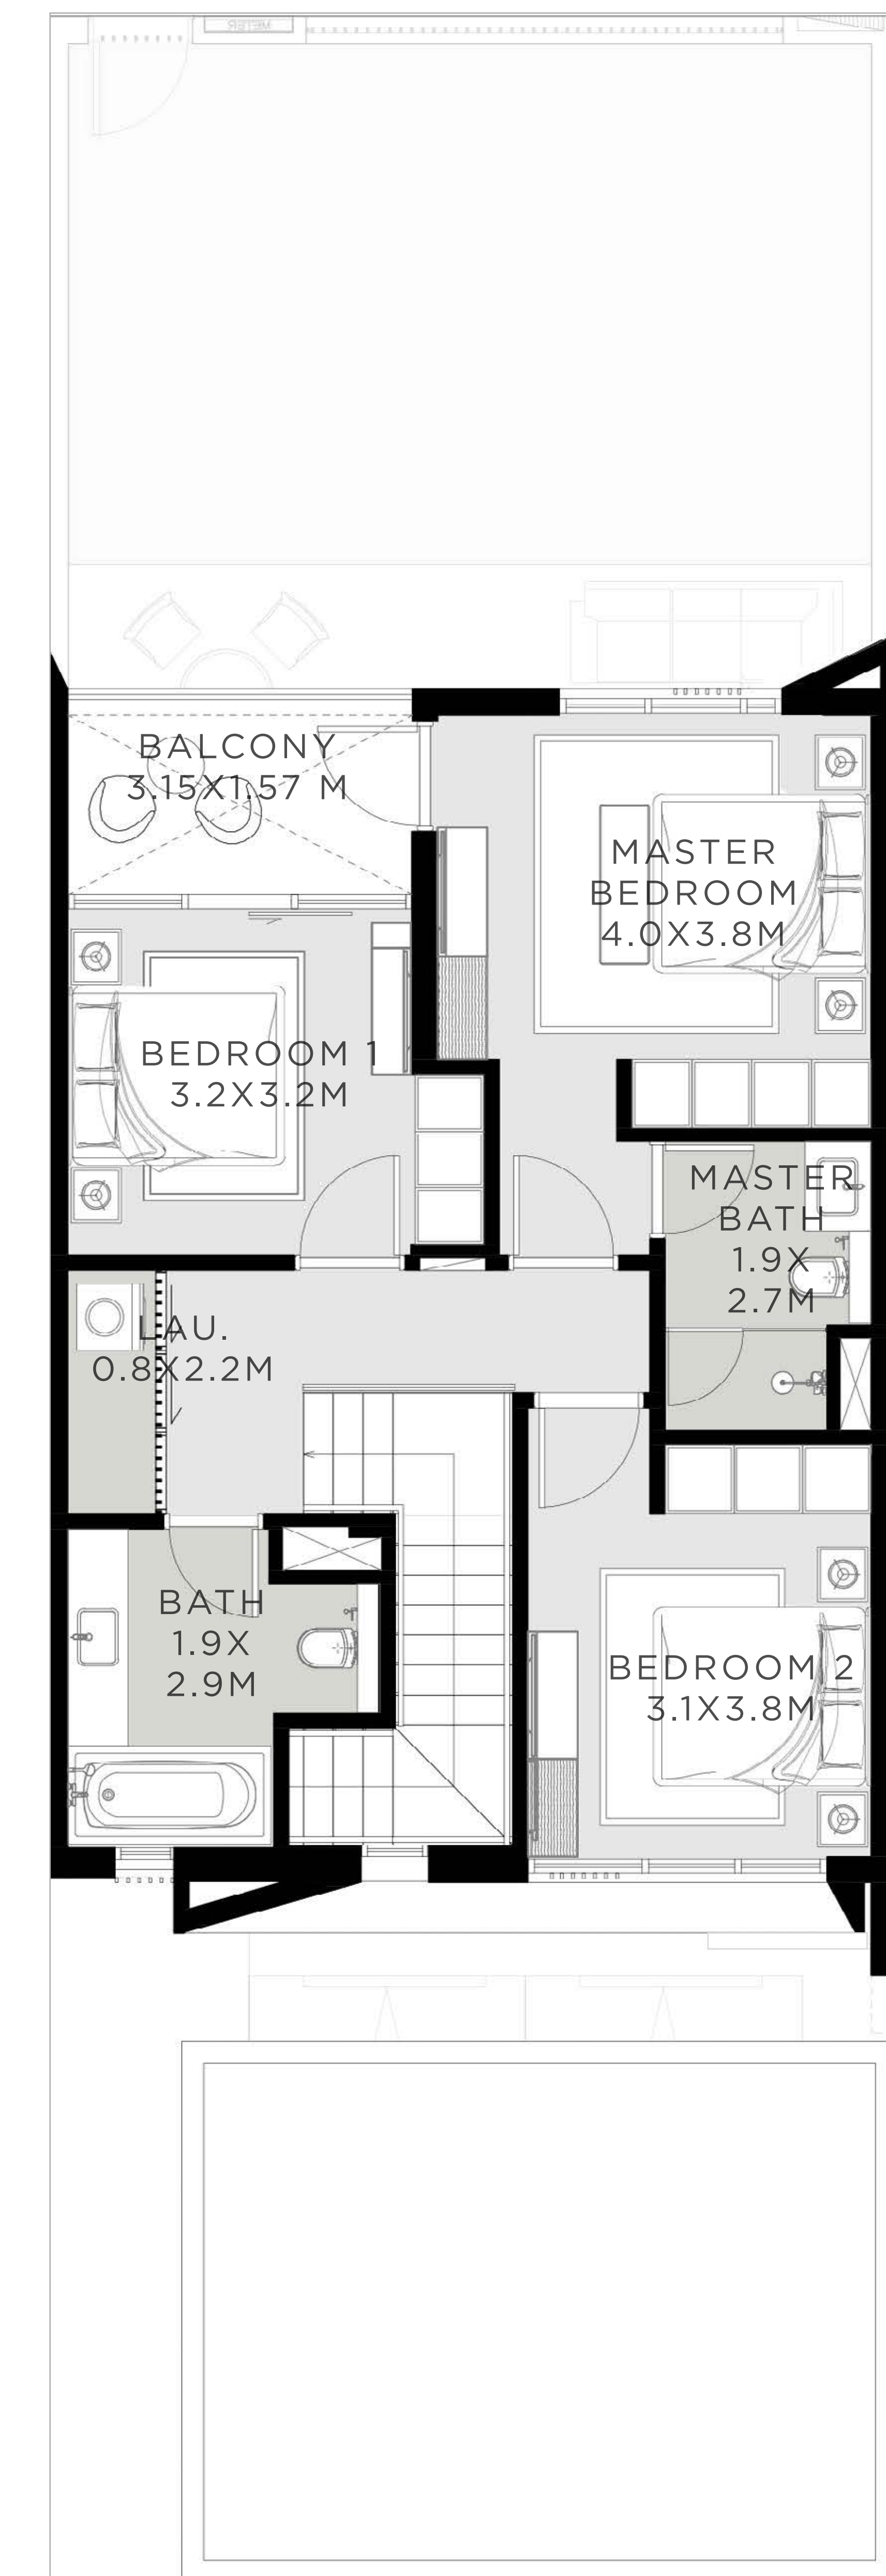 METER
BALCONY
3.15X1.57 M
MASTER
BEDROOM
4.0X3.8M
BEDROOM 1
3.2X3.2M
MASTER
BATH
1.9X
2.7M
LAU.
0.8X2.2M
BATH
1.9X
2.9M
BEDROOM 2
3.1X3.8M